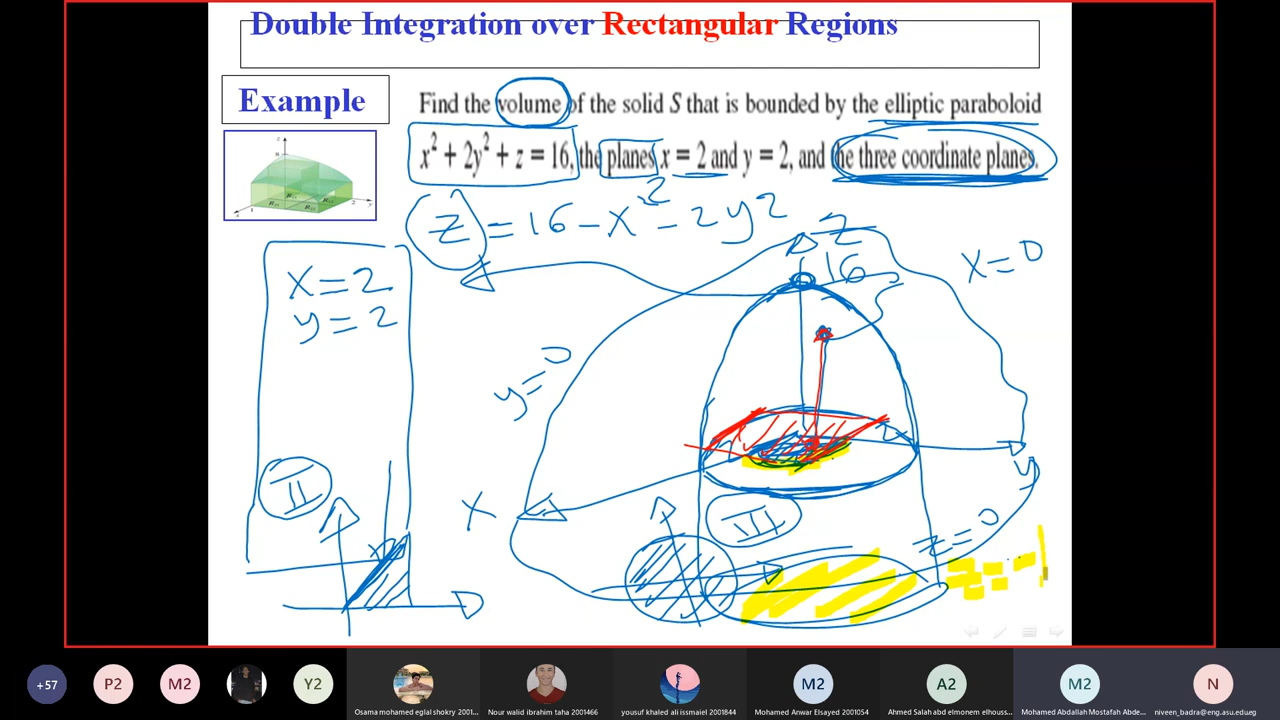 Double Integration over Rectangular Regions
Example
Find the volume of the solid S that is bounded by the elliptic paraboloid
x² + 2y² + z = 16, the planes x = 2 and y = 2, and the three coordinate planes.
z = 16 - x² - 2y²
z
16
x=0
x=2
y=2
y=0
II
X
y
III
z=0
+57
P2
M2
Y2
Osama mohamed eglal shokry 2001...
Nour walid ibrahim taha 2001466
yousuf khaled ali issmaiel 2001844
M2
Mohamed Anwar Elsayed 2001054
A2
Ahmed Salah abd elmonem elhouss...
M2
Mohamed Abdallah Mostafah Abde...
N
niveen_badra@eng.asu.edu.eg